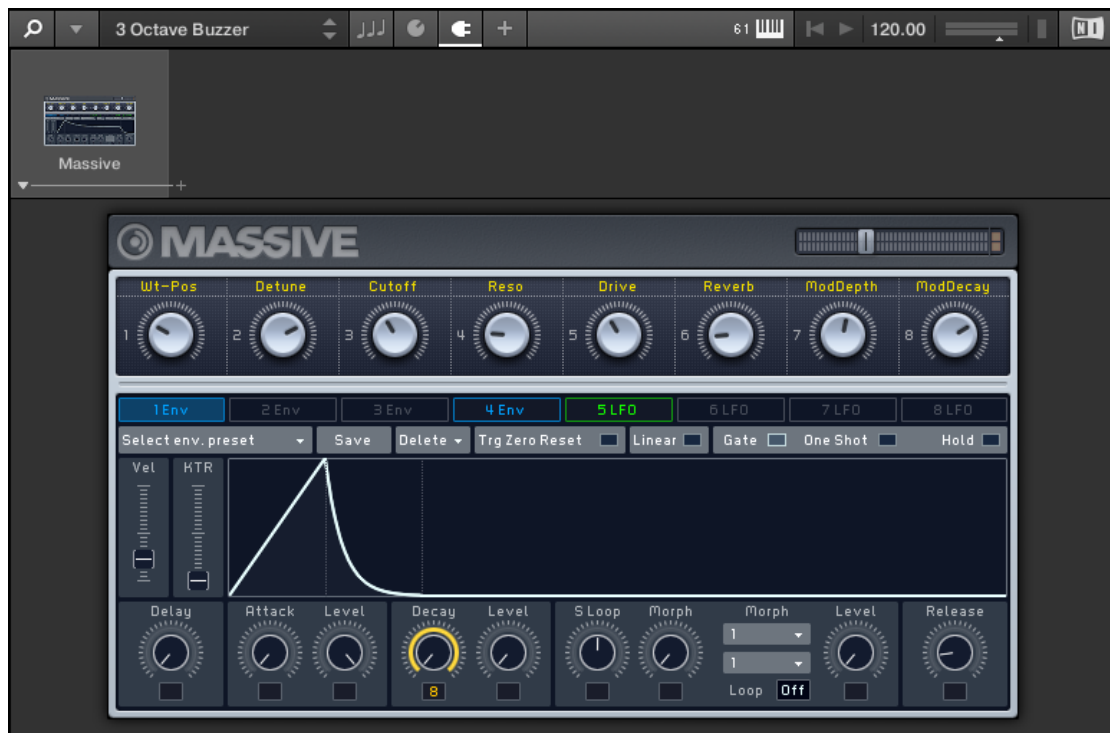 3 Octave Buzzer 61 120.00
Massive
MASSIVE
Wt-Pos Detune Cutoff Reso Drive Reverb ModDepth ModDecay
1 2 3 4 5 6 7 8
1 Env 2 Env 3 Env 4 Env 5 LFO 6 LFO 7 LFO 8 LFO
Select env. preset Save Delete Trg Zero Reset Linear Gate One Shot Hold
Vel KTR
Delay Attack Level Decay Level S Loop Morph Morph Level Release
1
1
8 Loop Off